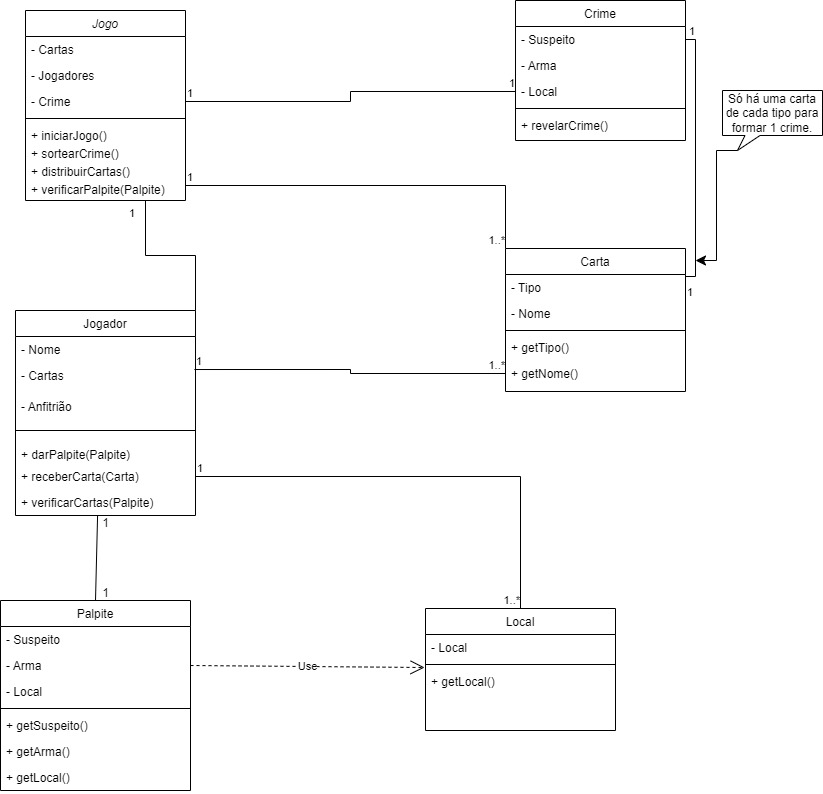 Jogo
- Cartas
- Jogadores
- Crime
+ iniciarJogo()
+ sortearCrime()
+ distribuirCartas()
+ verificarPalpite(Palpite)
1
1
1
1
1..*
Crime
- Suspeito
- Arma
- Local
+ revelarCrime()
1
1
Só há uma carta
de cada tipo para
formar 1 crime.
Carta
- Tipo
- Nome
+ getTipo()
+ getNome()
Jogador
- Nome
- Cartas
- Anfitrião
+ darPalpite(Palpite)
+ receberCarta(Carta)
+ verificarCartas(Palpite)
1
1..*
1
1..*
1
1
Palpite
- Suspeito
- Arma
- Local
+ getSuspeito()
+ getArma()
+ getLocal()
Use
Local
- Local
+ getLocal()